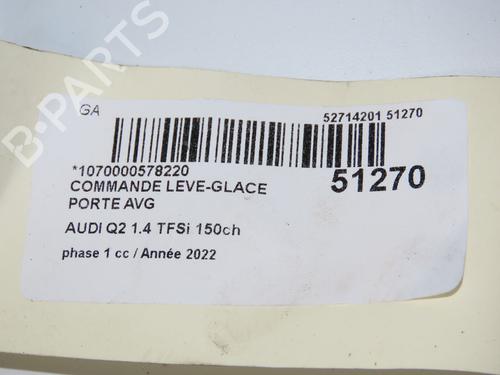 B-PARTS
GA
52714201 51270
*1070000578220
51270
COMMANDE LEVE-GLACE
PORTE AVG
AUDI Q2 1.4 TFSi 150ch
phase 1 cc / Année 2022